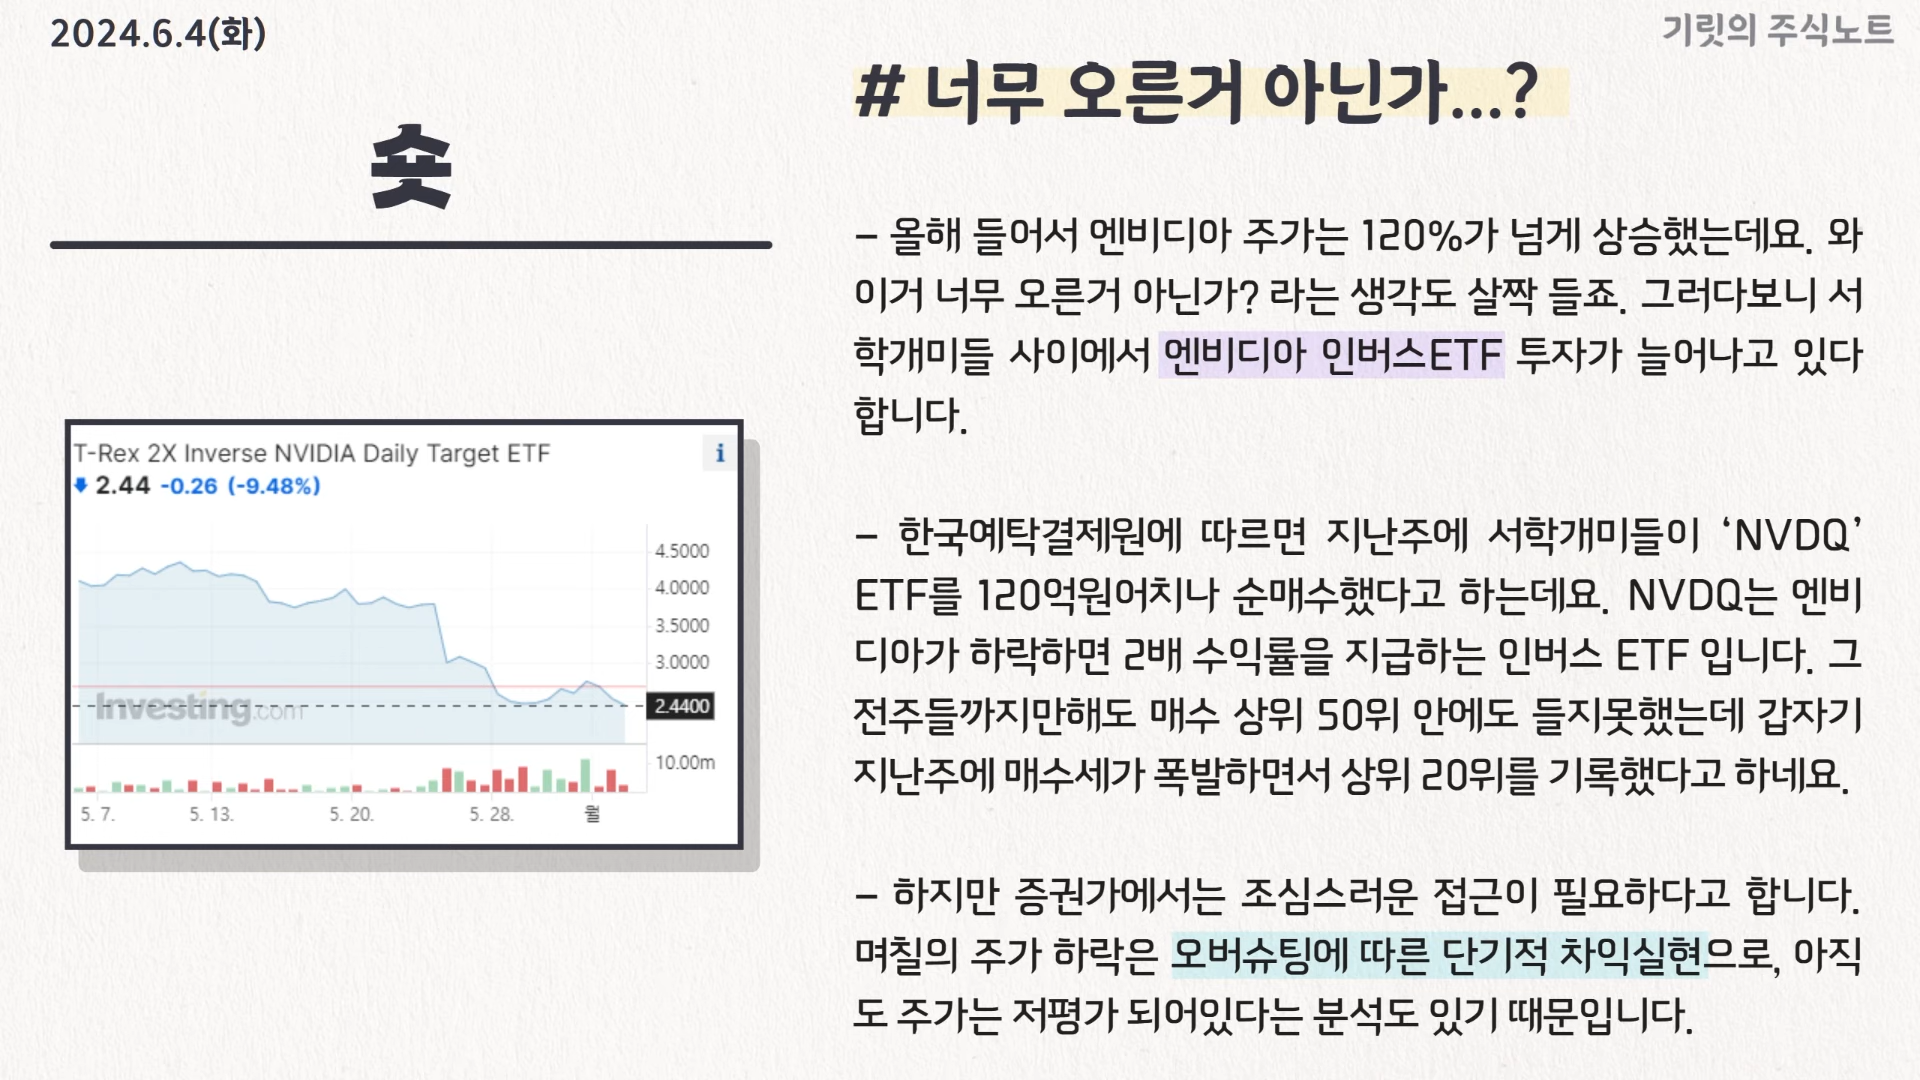 2024.6.4(화)
기릿의 주식노트
숏
# 너무 오른거 아닌가...?
T-Rex 2X Inverse NVIDIA Daily Target ETF
i
2.44 -0.26 (-9.48%)
4.5000
4.0000
3.5000
3.0000
2.4400
Investing.com
10.00m
5. 7. 5. 13. 5. 20. 5. 28. 월
– 올해 들어서 엔비디아 주가는 120%가 넘게 상승했는데요. 와
이거 너무 오른거 아닌가? 라는 생각도 살짝 들죠. 그러다보니 서
학개미들 사이에서 엔비디아 인버스ETF 투자가 늘어나고 있다
합니다.
– 한국예탁결제원에 따르면 지난주에 서학개미들이 ‘NVDQ’
ETF를 120억원어치나 순매수했다고 하는데요. NVDQ는 엔비
디아가 하락하면 2배 수익률을 지급하는 인버스 ETF 입니다. 그
전주들까지만해도 매수 상위 50위 안에도 들지못했는데 갑자기
지난주에 매수세가 폭발하면서 상위 20위를 기록했다고 하네요.
– 하지만 증권가에서는 조심스러운 접근이 필요하다고 합니다.
며칠의 주가 하락은 오버슈팅에 따른 단기적 차익실현으로, 아직
도 주가는 저평가 되어있다는 분석도 있기 때문입니다.